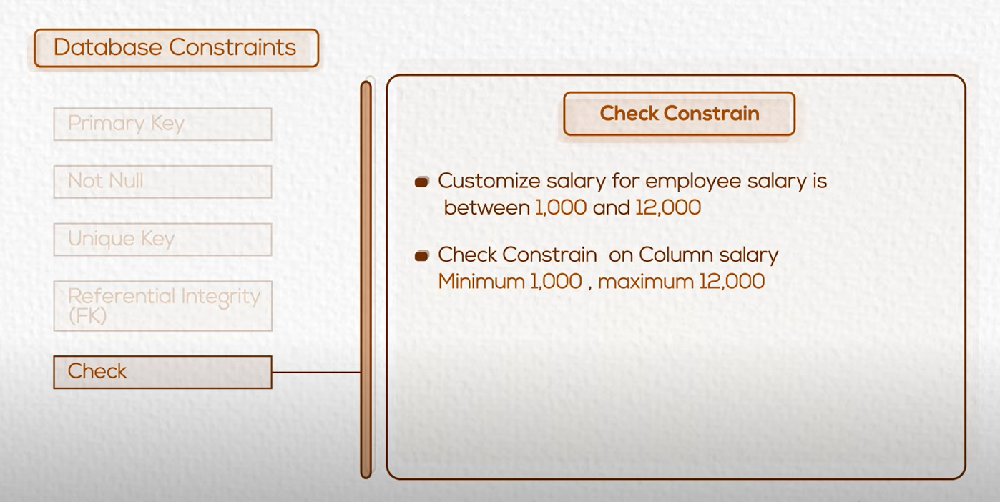 Database Constraints
Primary Key
Not Null
Unique Key
Referential Integrity
(FK)
Check
Check Constrain
Customize salary for employee salary is
between 1,000 and 12,000
Check Constrain on Column salary
Minimum 1,000 , maximum 12,000